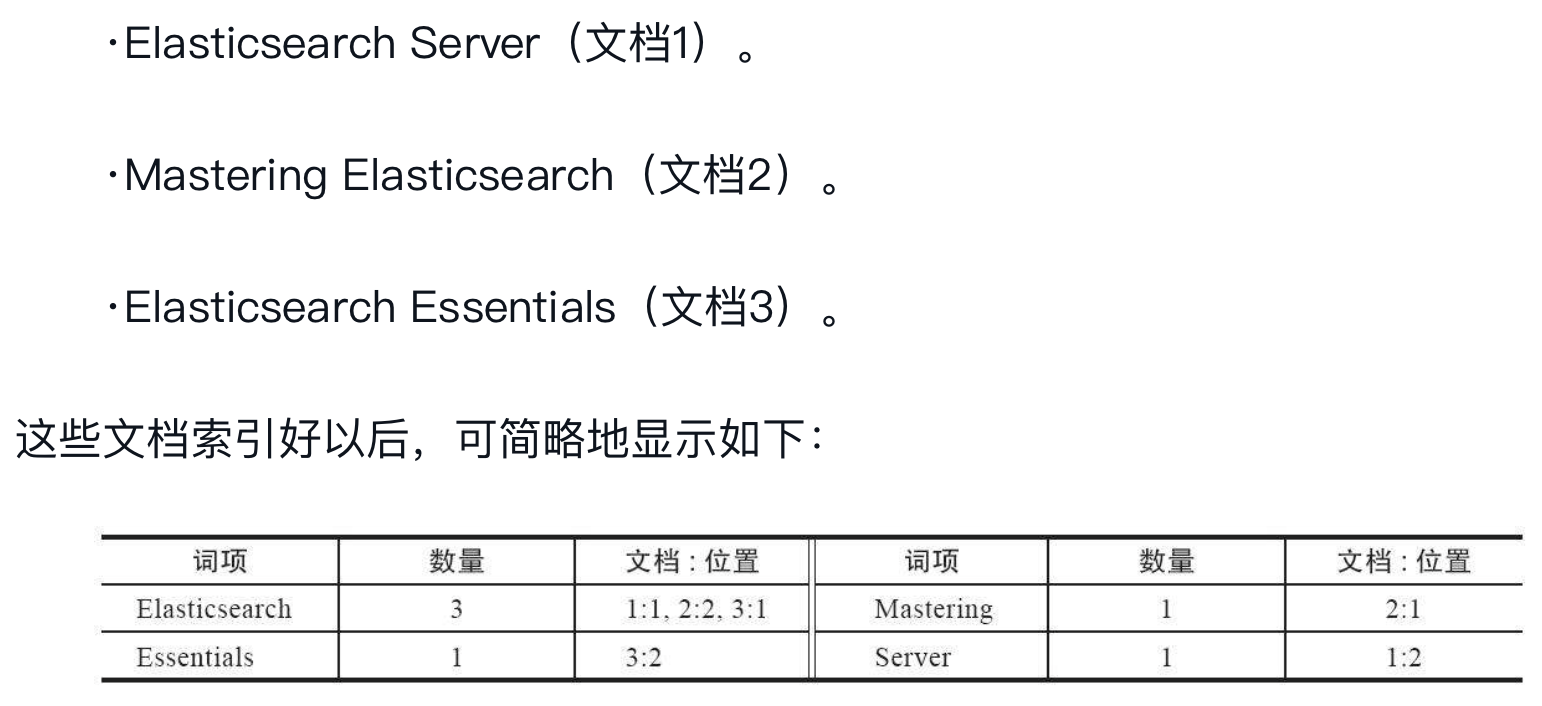 ·Elasticsearch Server（文档1）。
·Mastering Elasticsearch（文档2）。
·Elasticsearch Essentials（文档3）。
这些文档索引好以后，可简略地显示如下：
词项 数量 文档 : 位置 词项 数量 文档 : 位置
Elasticsearch 3 1:1, 2:2, 3:1 Mastering 1 2:1
Essentials 1 3:2 Server 1 1:2